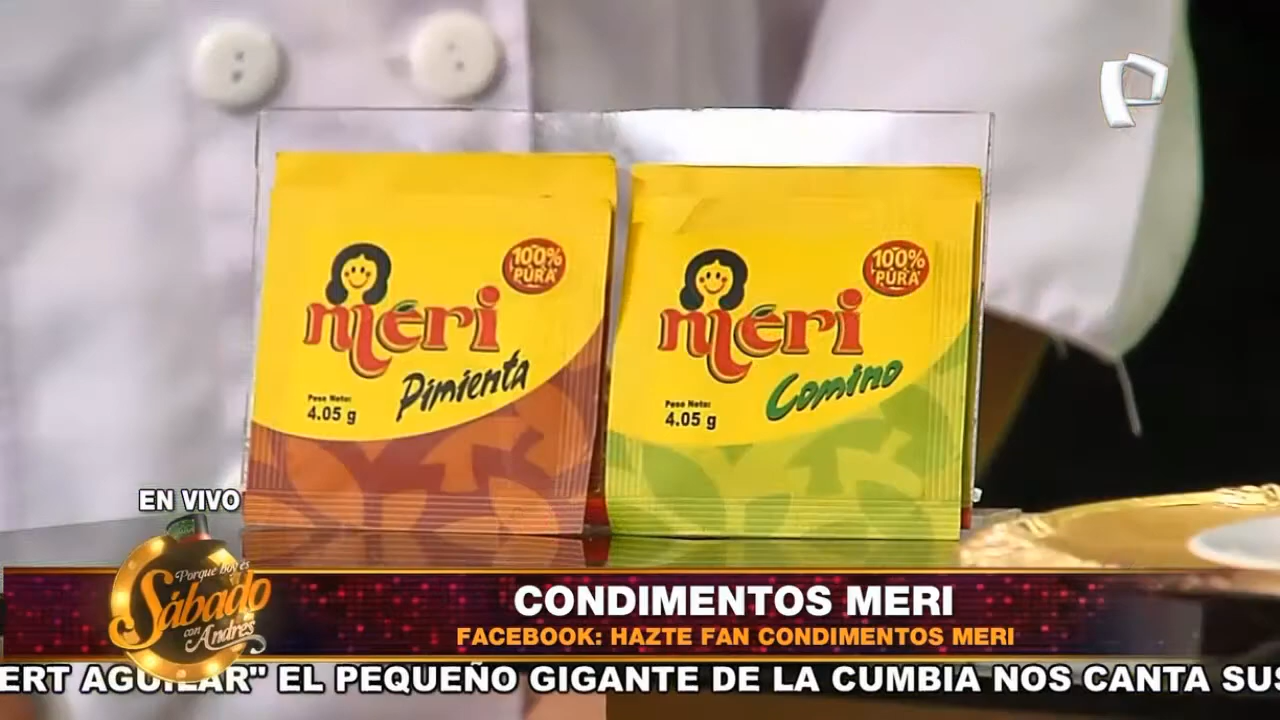 100%
PURA
meri
Pimienta
Peso Neto:
4.05 g
100%
PURA
meri
Comino
Peso Neto:
4.05 g
EN VIVO
Porque hoy es
Sábado
con
Andrés
CONDIMENTOS MERI
FACEBOOK: HAZTE FAN CONDIMENTOS MERI
ERT AGUILAR" EL PEQUEÑO GIGANTE DE LA CUMBIA NOS CANTA SUS